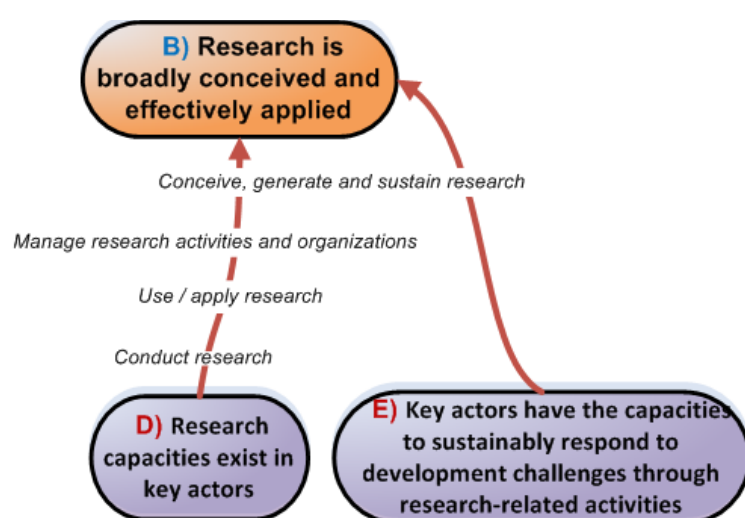 B) Research is
broadly conceived and
effectively applied
Conceive, generate and sustain research
Manage research activities and organizations
Use / apply research
Conduct research
D) Research
capacities exist in
key actors
E) Key actors have the capacities
to sustainably respond to
development challenges through
research-related activities